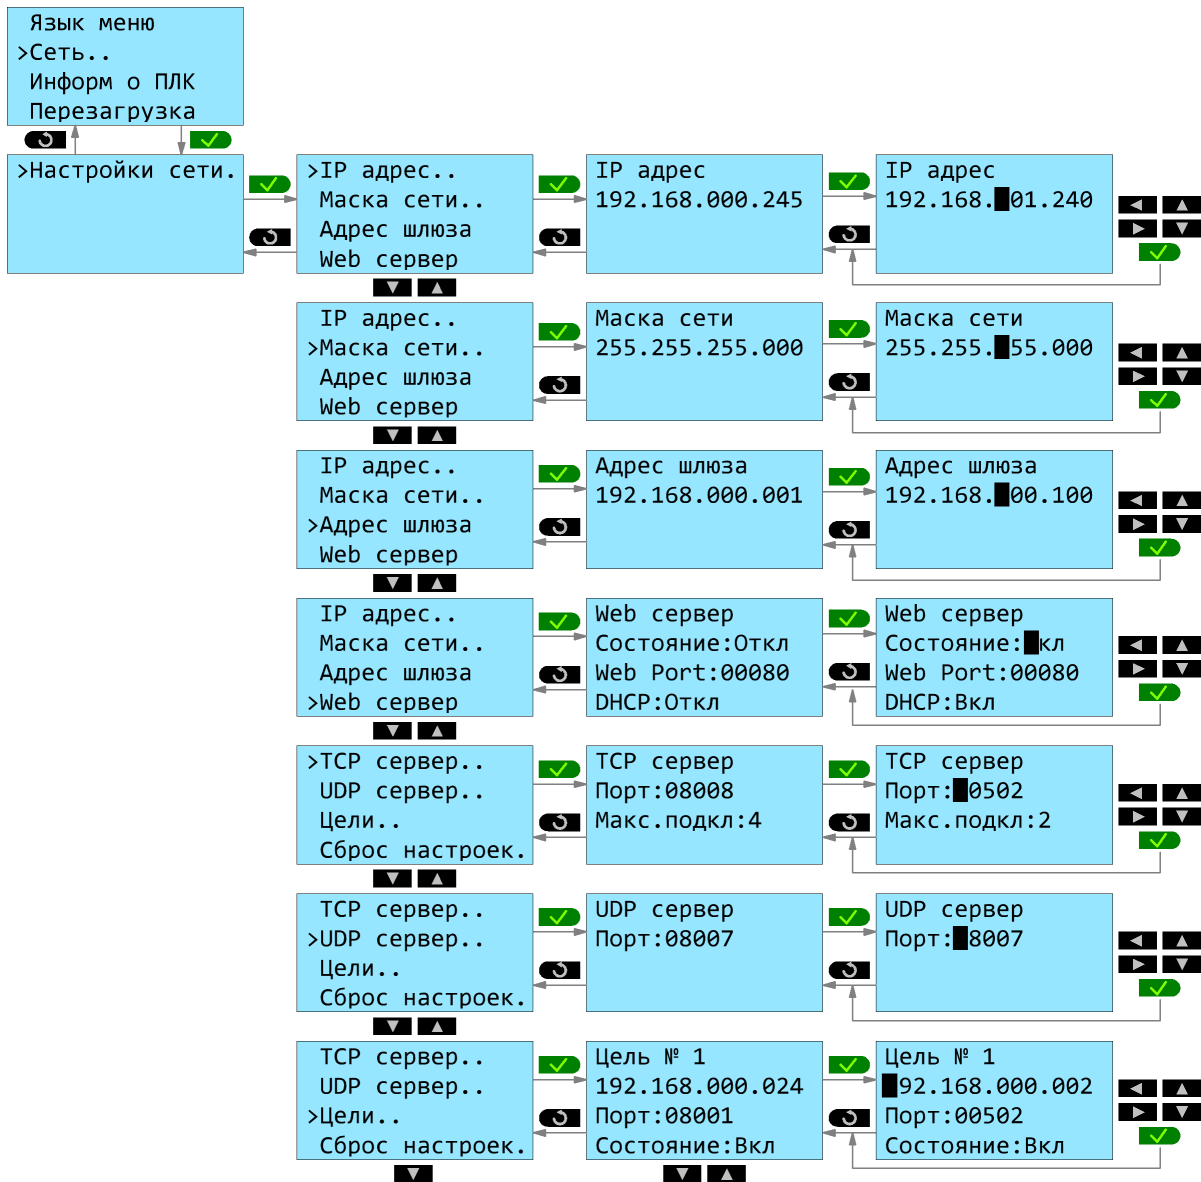 Язык меню
>Сеть..
Информ о ПЛК
Перезагрузка
>Настройки сети.
>IP адрес..
Маска сети..
Адрес шлюза
Web сервер
IP адрес
192.168.000.245
IP адрес
192.168.█01.240
IP адрес..
>Маска сети..
Адрес шлюза
Web сервер
Маска сети
255.255.255.000
Маска сети
255.255.█55.000
IP адрес..
Маска сети..
>Адрес шлюза
Web сервер
Адрес шлюза
192.168.000.001
Адрес шлюза
192.168.█00.100
IP адрес..
Маска сети..
Адрес шлюза
>Web сервер
Web сервер
Состояние:Откл
Web Port:00080
DHCP:Откл
Web сервер
Состояние:█кл
Web Port:00080
DHCP:Вкл
>TCP сервер..
UDP сервер..
Цели..
Сброс настроек.
TCP сервер
Порт:08008
Макс.подкл:4
TCP сервер
Порт:█0502
Макс.подкл:2
TCP сервер..
>UDP сервер..
Цели..
Сброс настроек.
UDP сервер
Порт:08007
UDP сервер
Порт:█8007
TCP сервер..
UDP сервер..
>Цели..
Сброс настроек.
Цель № 1
192.168.000.024
Порт:08001
Состояние:Вкл
Цель № 1
█92.168.000.002
Порт:00502
Состояние:Вкл